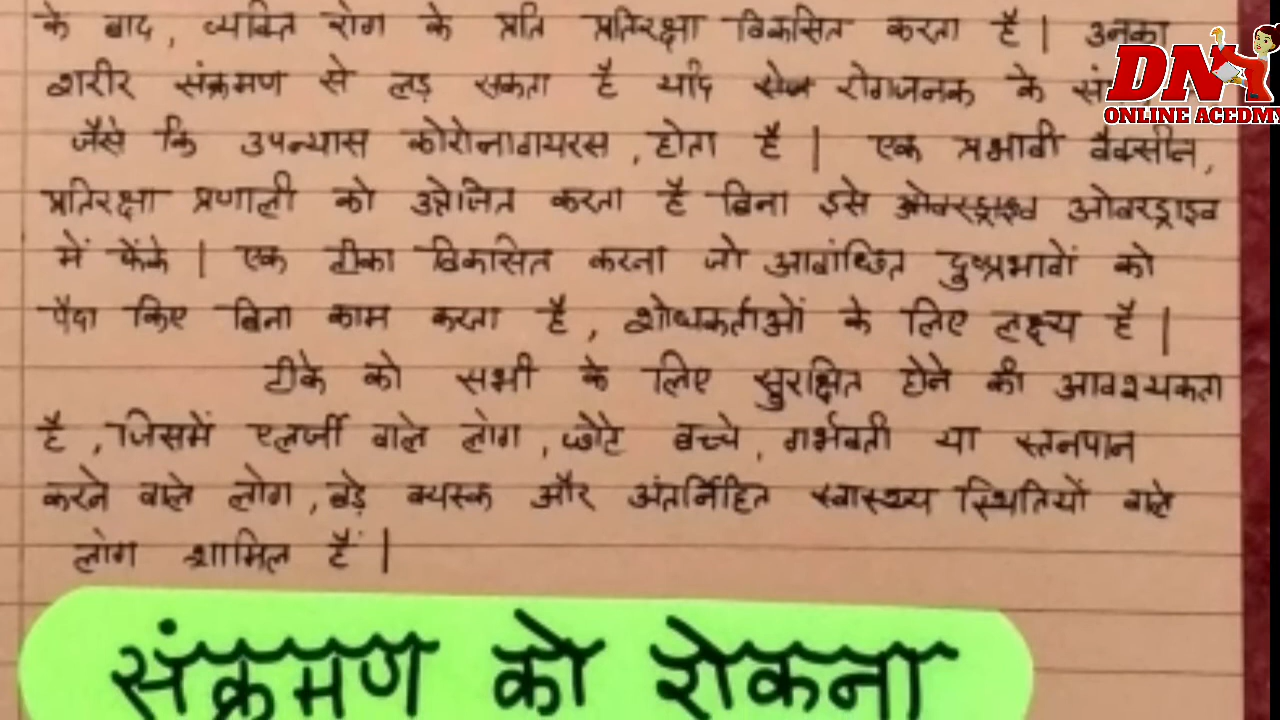 के बाद, व्यक्ति रोग के प्रति प्रतिरक्षा विकसित करता है| उनका
शरीर संक्रमण से लड़ सकता है यदि रोगजनक के
जैसे कि उपन्यास कोरोनावायरस, होता है| एक प्रभावी वैक्सीन,
प्रतिरक्षा प्रणाली को उत्तेजित करता है बिना इसे ओवरड्राइव
में फेंके| एक टीका विकसित करना जो आवांछित दुष्प्रभावों को
पैदा किए बिना काम करता है, शोधकर्ताओं के लिए लक्ष्य है|
टीके को सभी के लिए सुरक्षित होने की आवश्यकता
है, जिसमें एलर्जी वाले लोग, छोटे बच्चे, गर्भवती या स्तनपान
करने वाले लोग, बड़े वयस्क और अंतर्निहित स्वास्थ्य स्थितियों वाले
लोग शामिल हैं|
संक्रमण को रोकना
DN
ONLINE ACEDMY